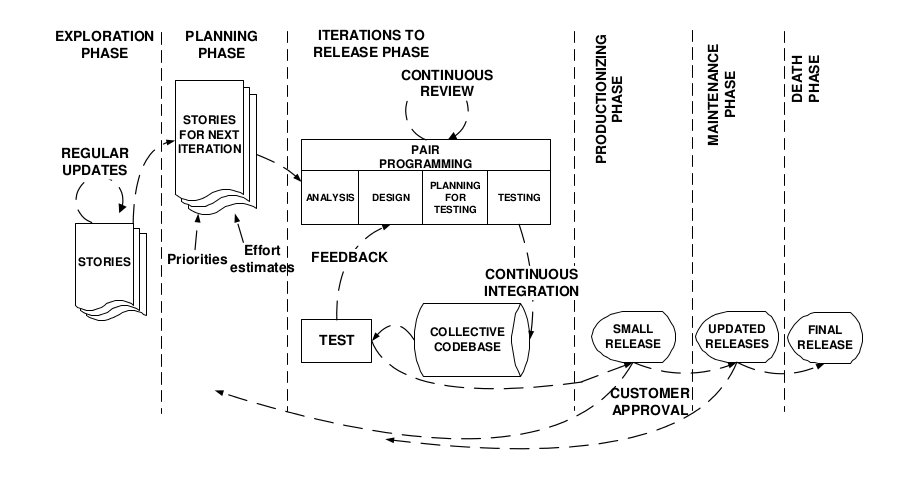 EXPLORATION
PHASE
PLANNING
PHASE
ITERATIONS TO
RELEASE PHASE
PRODUCTIONIZING
PHASE
MAINTENANCE
PHASE
DEATH
PHASE
CONTINUOUS
REVIEW
STORIES
FOR NEXT
ITERATION
REGULAR
UPDATES
PAIR
PROGRAMMING
ANALYSIS
DESIGN
PLANNING
FOR
TESTING
TESTING
STORIES
Priorities
Effort
estimates
FEEDBACK
CONTINUOUS
INTEGRATION
TEST
COLLECTIVE
CODEBASE
SMALL
RELEASE
UPDATED
RELEASES
FINAL
RELEASE
CUSTOMER
APPROVAL